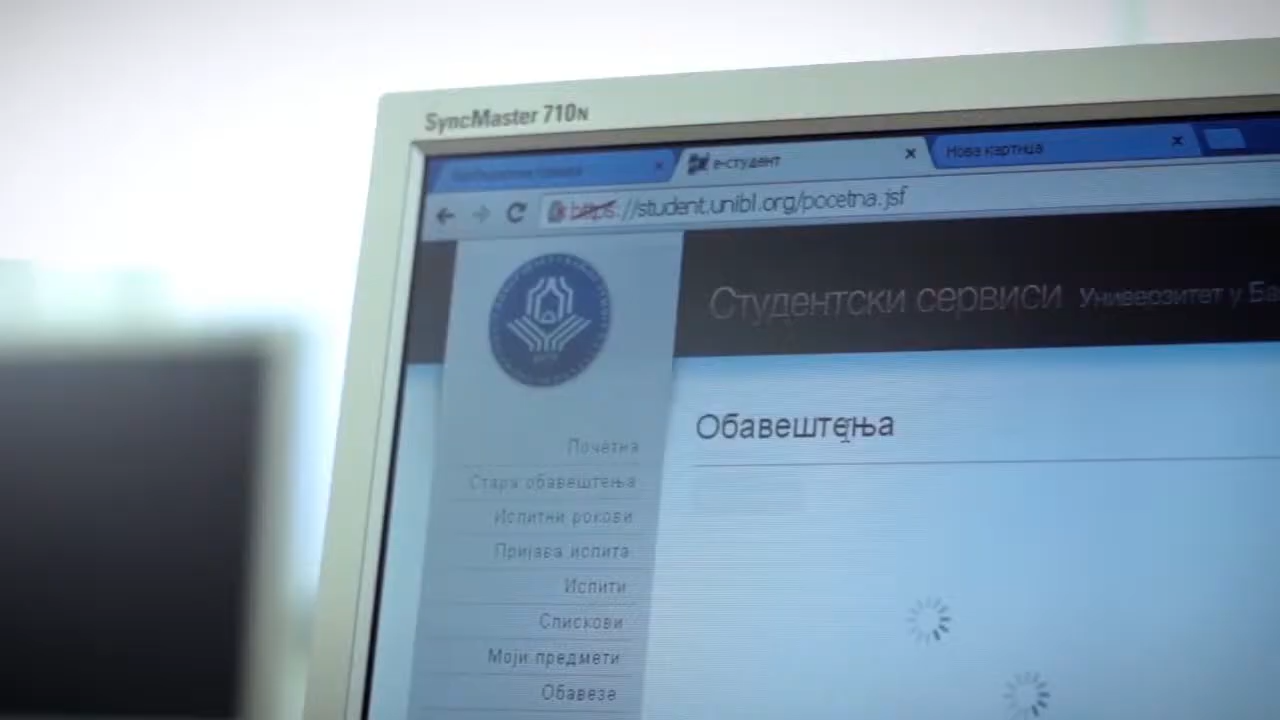 SyncMaster 710N
е-студент
Нова картица
https://student.unibl.org/pocetna.jsf
Студентски сервиси Универзитет у
Обавештења
Почетна
Стара обавештења
Испитни рокови
Пријава испита
Испити
Спискови
Моји предмети
Обавезе